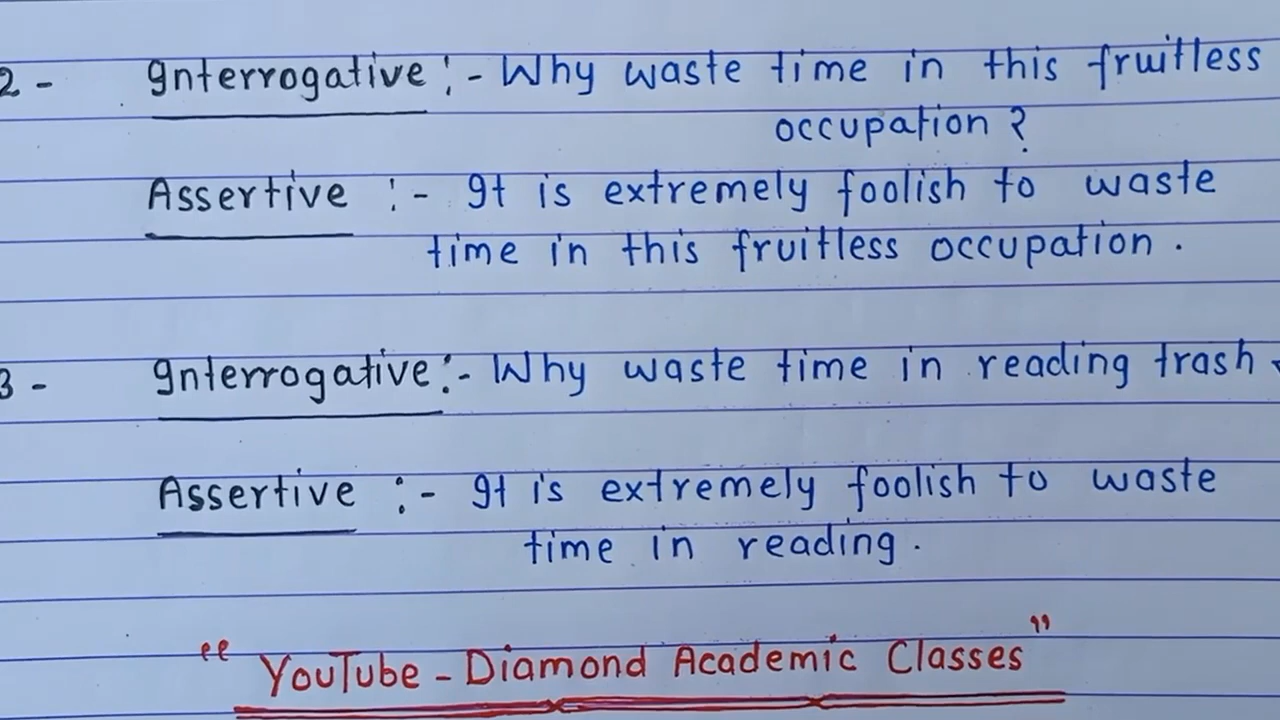 2 - Interrogative :- Why waste time in this fruitless
occupation ?
Assertive :- It is extremely foolish to waste
time in this fruitless occupation .
3 - Interrogative :- Why waste time in reading trash
Assertive :- It is extremely foolish to waste
time in reading .
" YouTube - Diamond Academic Classes "